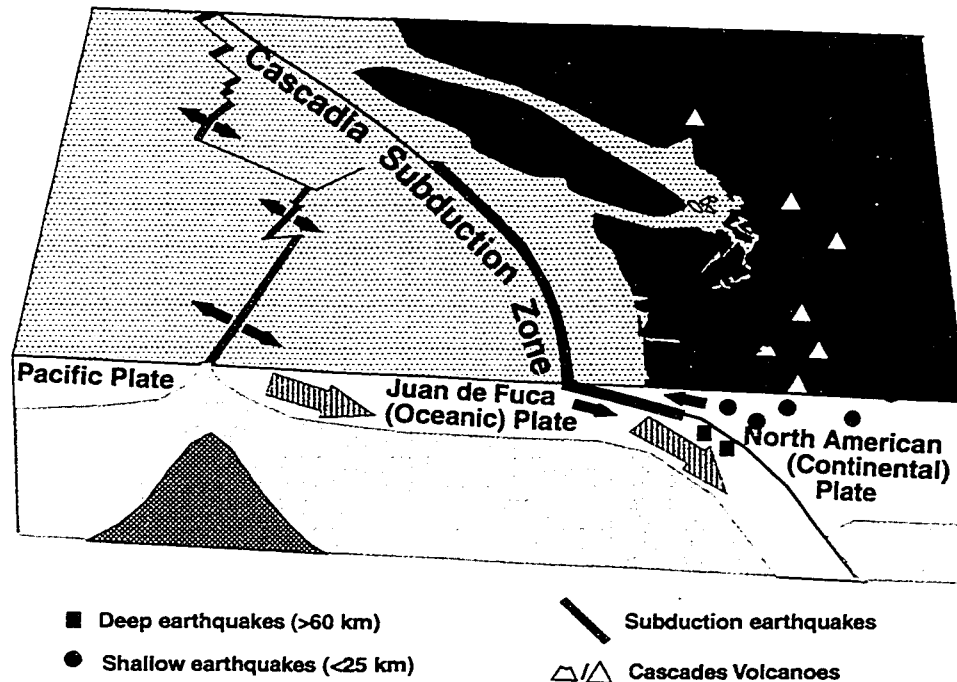 Cascadia Subduction Zone
Pacific Plate
Juan de Fuca
(Oceanic) Plate
North American
(Continental)
Plate
Deep earthquakes (>60 km)
Subduction earthquakes
Shallow earthquakes (<25 km)
Cascades Volcanoes